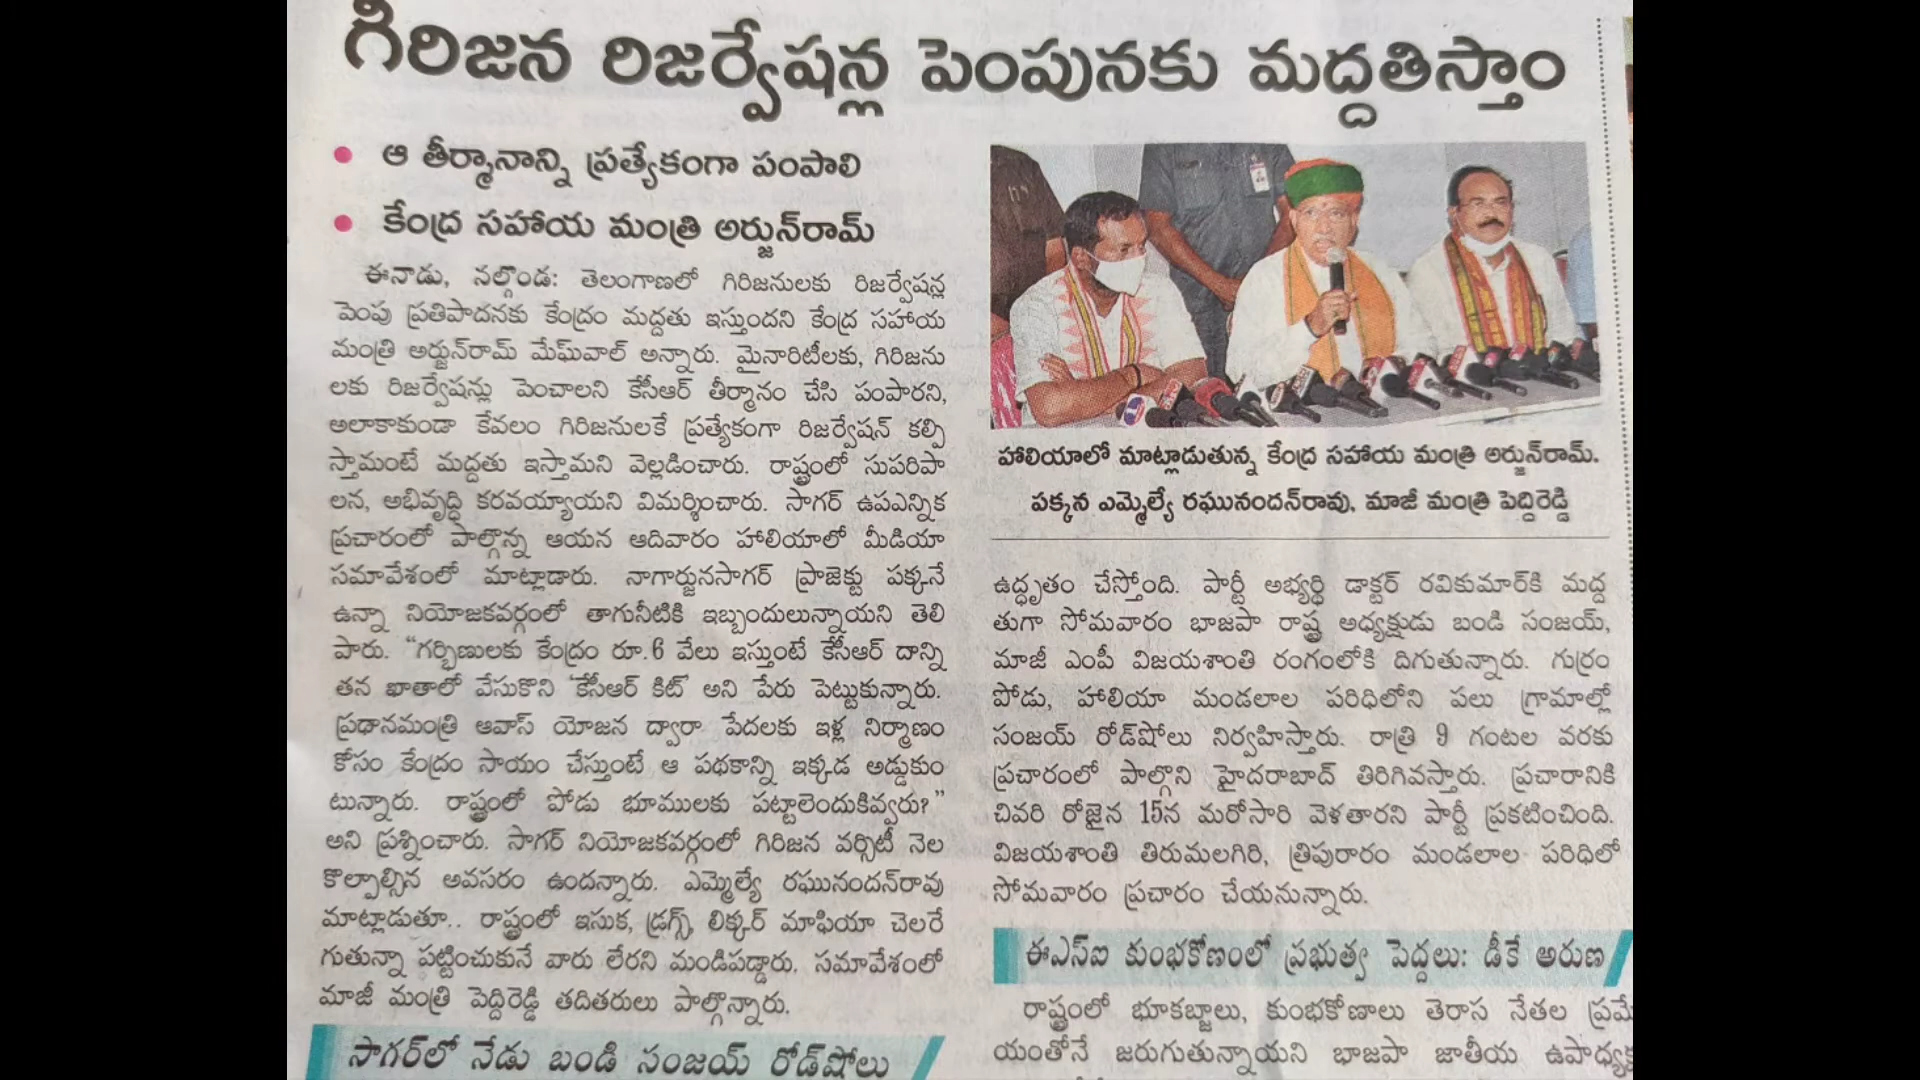 గిరిజన రిజర్వేషన్ల పెంపునకు మద్దతిస్తాం
• ఆ తీర్మానాన్ని ప్రత్యేకంగా పంపాలి
• కేంద్ర సహాయ మంత్రి అర్జున్‌రామ్
ఈనాడు, నల్గొండ: తెలంగాణలో గిరిజనులకు రిజర్వేషన్ల
పెంపు ప్రతిపాదనకు కేంద్రం మద్దతు ఇస్తుందని కేంద్ర సహాయ
మంత్రి అర్జున్‌రామ్ మేఘ్‌వాల్ అన్నారు. మైనారిటీలకు, గిరిజను
లకు రిజర్వేషన్లు పెంచాలని కేసీఆర్ తీర్మానం చేసి పంపారని,
అలాకాకుండా కేవలం గిరిజనులకే ప్రత్యేకంగా రిజర్వేషన్ కల్పి
స్తామంటే మద్దతు ఇస్తామని వెల్లడించారు. రాష్ట్రంలో సుపరిపా
లన, అభివృద్ధి కరవయ్యాయని విమర్శించారు. సాగర్ ఉపఎన్నిక
ప్రచారంలో పాల్గొన్న ఆయన ఆదివారం హాలియాలో మీడియా
సమావేశంలో మాట్లాడారు. నాగార్జునసాగర్ ప్రాజెక్టు పక్కనే
ఉన్నా నియోజకవర్గంలో తాగునీటికి ఇబ్బందులున్నాయని తెలి
పారు. “గర్భిణులకు కేంద్రం రూ.6 వేలు ఇస్తుంటే కేసీఆర్ దాన్ని
తన ఖాతాలో వేసుకొని ‘కేసీఆర్ కిట్’ అని పేరు పెట్టుకున్నారు.
ప్రధానమంత్రి ఆవాస్ యోజన ద్వారా పేదలకు ఇళ్ల నిర్మాణం
కోసం కేంద్రం సాయం చేస్తుంటే ఆ పథకాన్ని ఇక్కడ అడ్డుకుం
టున్నారు. రాష్ట్రంలో పోడు భూములకు పట్టాలెందుకివ్వరు?”
అని ప్రశ్నించారు. సాగర్ నియోజకవర్గంలో గిరిజన వర్సిటీ నెల
కొల్పాల్సిన అవసరం ఉందన్నారు. ఎమ్మెల్యే రఘునందన్‌రావు
మాట్లాడుతూ.. రాష్ట్రంలో ఇసుక, డ్రగ్స్, లిక్కర్ మాఫియా చెలరే
గుతున్నా పట్టించుకునే వారు లేరని మండిపడ్డారు. సమావేశంలో
మాజీ మంత్రి పెద్దిరెడ్డి తదితరులు పాల్గొన్నారు.
సాగర్‌లో నేడు బండి సంజయ్ రోడ్‌షోలు
హాలియాలో మాట్లాడుతున్న కేంద్ర సహాయ మంత్రి అర్జున్‌రామ్.
పక్కన ఎమ్మెల్యే రఘునందన్‌రావు, మాజీ మంత్రి పెద్దిరెడ్డి
ఉద్ధృతం చేస్తోంది. పార్టీ అభ్యర్థి డాక్టర్ రవికుమార్‌కి మద్ద
తుగా సోమవారం భాజపా రాష్ట్ర అధ్యక్షుడు బండి సంజయ్,
మాజీ ఎంపీ విజయశాంతి రంగంలోకి దిగుతున్నారు. గుర్రం
పోడు, హాలియా మండలాల పరిధిలోని పలు గ్రామాల్లో
సంజయ్ రోడ్‌షోలు నిర్వహిస్తారు. రాత్రి 9 గంటల వరకు
ప్రచారంలో పాల్గొని హైదరాబాద్ తిరిగివస్తారు. ప్రచారానికి
చివరి రోజైన 15న మరోసారి వెళతారని పార్టీ ప్రకటించింది.
విజయశాంతి తిరుమలగిరి, త్రిపురారం మండలాల పరిధిలో
సోమవారం ప్రచారం చేయనున్నారు.
ఈఎస్‌ఐ కుంభకోణంలో ప్రభుత్వ పెద్దలు: డీకే అరుణ
రాష్ట్రంలో భూకబ్జాలు, కుంభకోణాలు తెరాస నేతల ప్రమే
యంతోనే జరుగుతున్నాయని భాజపా జాతీయ